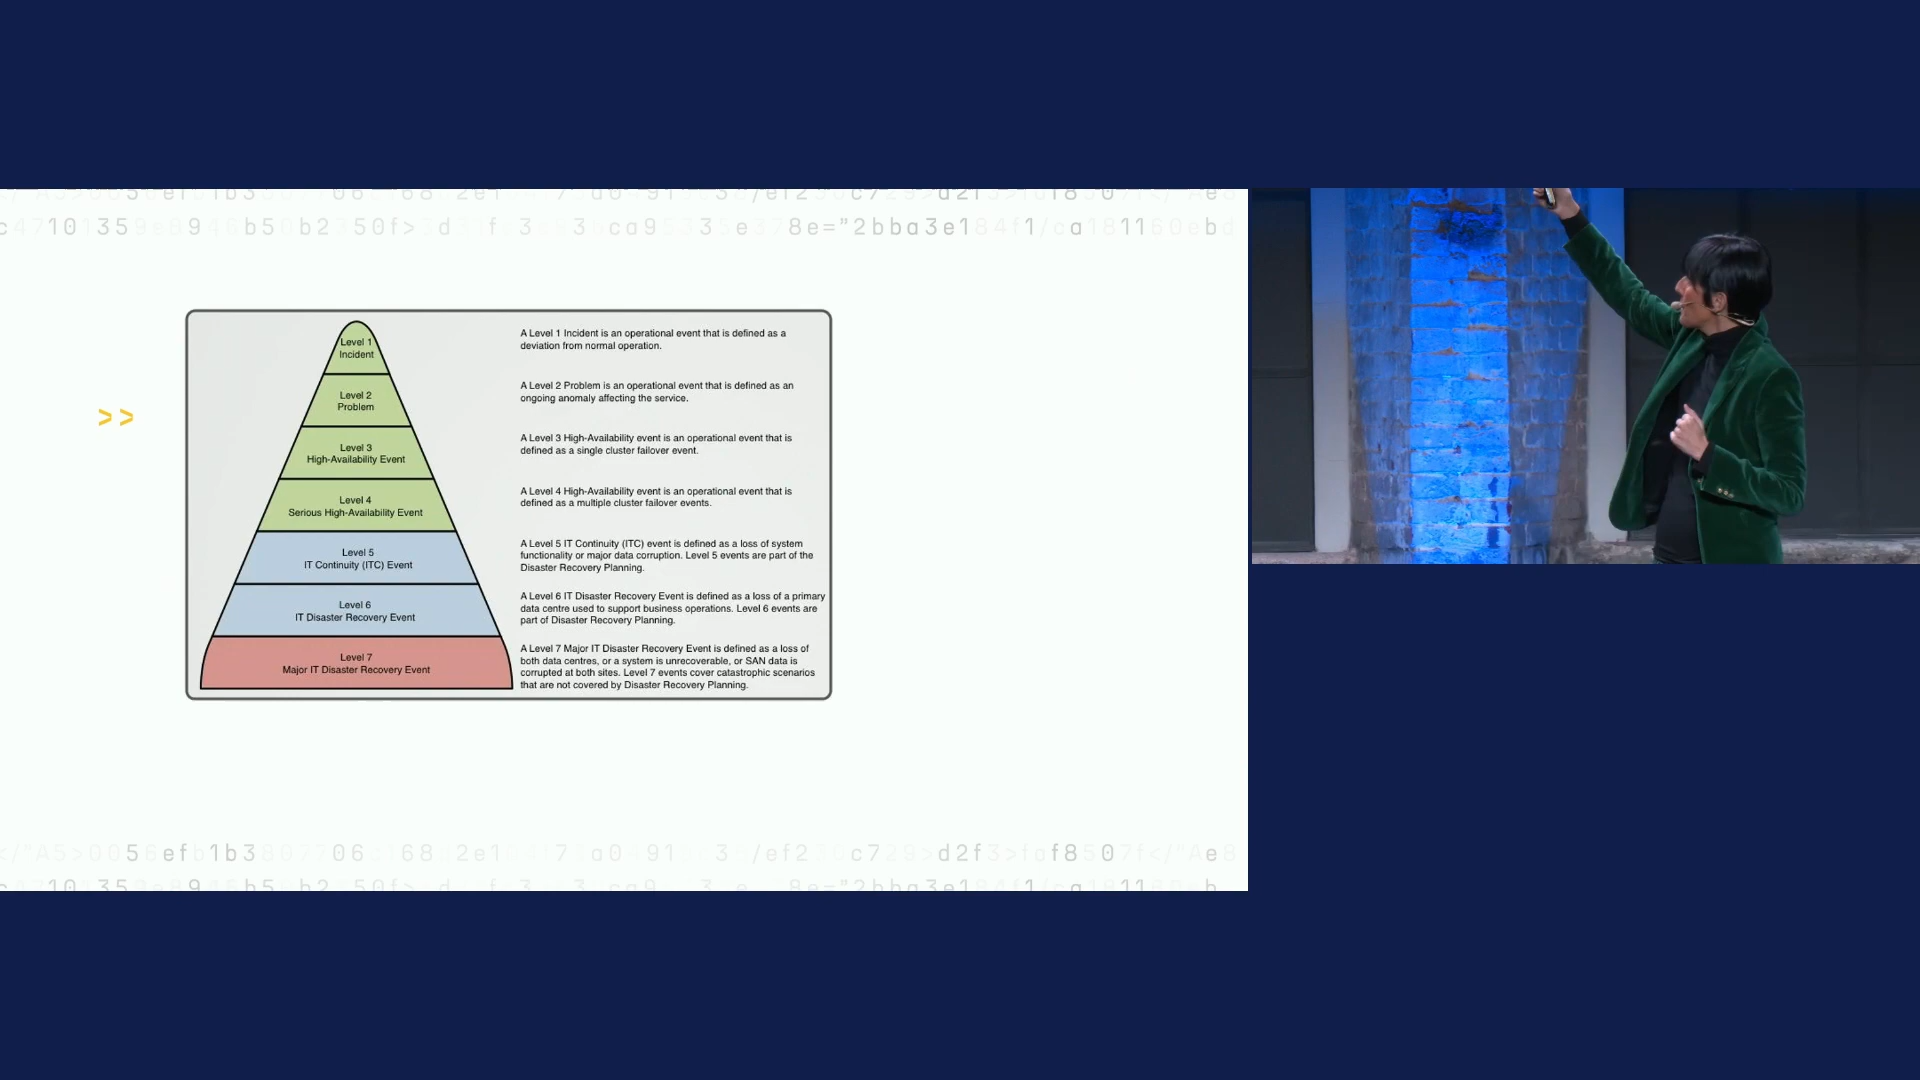 c471013598946b50b2350f>3d3f3e3ca95335e378e="2bba3e184f1/ca181160ebd
>>
Level 1
Incident
A Level 1 Incident is an operational event that is defined as a
deviation from normal operation.
Level 2
Problem
A Level 2 Problem is an operational event that is defined as an
ongoing anomaly affecting the service.
Level 3
High-Availability Event
A Level 3 High-Availability event is an operational event that is
defined as a single cluster failover event.
Level 4
Serious High-Availability Event
A Level 4 High-Availability event is an operational event that is
defined as a multiple cluster failover events.
Level 5
IT Continuity (ITC) Event
A Level 5 IT Continuity (ITC) event is defined as a loss of system
functionality or major data corruption. Level 5 events are part of the
Disaster Recovery Planning.
Level 6
IT Disaster Recovery Event
A Level 6 IT Disaster Recovery Event is defined as a loss of a primary
data centre used to support business operations. Level 6 events are
part of Disaster Recovery Planning.
Level 7
Major IT Disaster Recovery Event
A Level 7 Major IT Disaster Recovery Event is defined as a loss of
both data centres, or a system is unrecoverable, or SAN data is
corrupted at both sites. Level 7 events cover catastrophic scenarios
that are not covered by Disaster Recovery Planning.